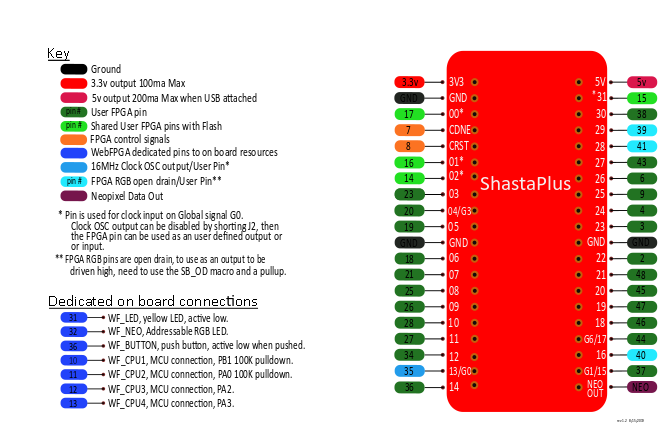 Key
Ground
3.3v output 100ma Max
5v output 200ma Max when USB attached
pin # User FPGA pin
pin # Shared User FPGA pins with Flash
FPGA control signals
WebFPGA dedicated pins to on board resources
16MHz Clock OSC output/User Pin*
pin # FPGA RGB open drain/User Pin**
Neopixel Data Out
* Pin is used for clock input on Global signal G0.
Clock OSC output can be disabled by shorting J2, then
the FPGA pin can be used as an user defined output or
or input.
** FPGA RGB pins are open drain, to use as an output to be
driven high, need to use the SB_OD macro and a pullup.
Dedicated on board connections
31 WF_LED, yellow LED, active low.
32 WF_NEO, Addressable RGB LED.
36 WF_BUTTON, push button, active low when pushed.
10 WF_CPU1, MCU connection, PB1 100K pulldown.
11 WF_CPU2, MCU connection, PA0 100K pulldown.
12 WF_CPU3, MCU connection, PA2.
13 WF_CPU4, MCU connection, PA3.
ShastaPlus
3.3v 3V3 5V 5v
GND GND *31 15
17 00* 30 38
7 CDNE 29 39
8 CRST 28 41
16 01* 27 43
14 02* 26 6
23 03 25 9
20 04/G3 24 4
19 05 23 3
GND GND GND GND
18 06 22 2
21 07 21 48
25 08 20 45
26 09 19 47
28 10 18 46
27 11 G6/17 44
34 12 16 40
35 13/G0 G1/15 37
36 14 NEO OUT NEO